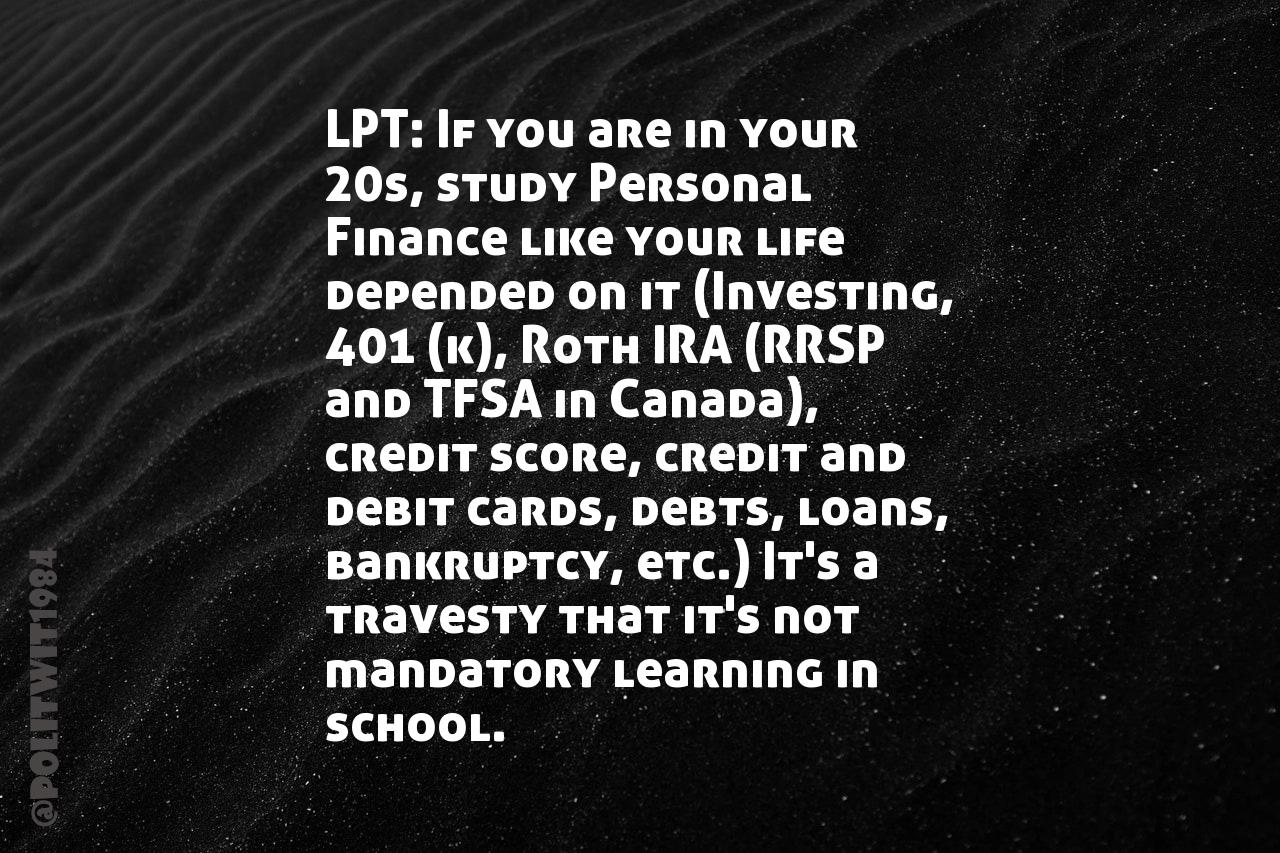 LPT: If you are in your
20s, study Personal
Finance like your life
depended on it (Investing,
401 (k), Roth IRA (RRSP
and TFSA in Canada),
credit score, credit and
debit cards, debts, loans,
bankruptcy, etc.) It's a
travesty that it's not
mandatory learning in
school.
@POLITWIT1984